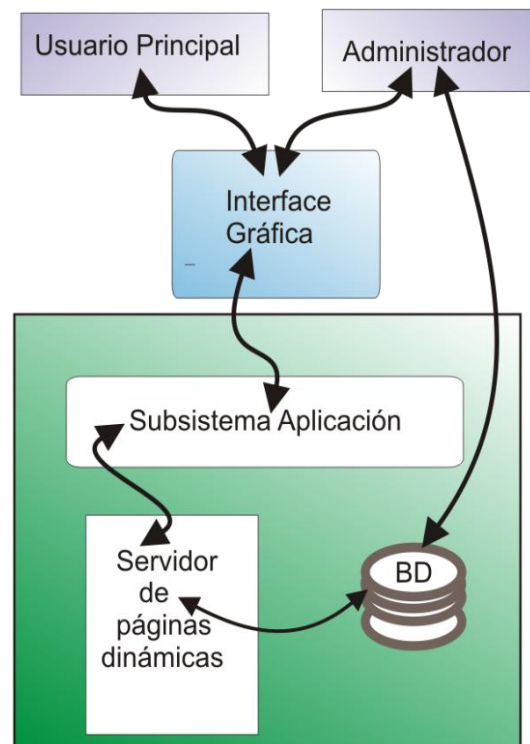 Usuario Principal
Administrador
Interface
Gráfica
Subsistema Aplicación
Servidor
de
páginas
dinámicas
BD